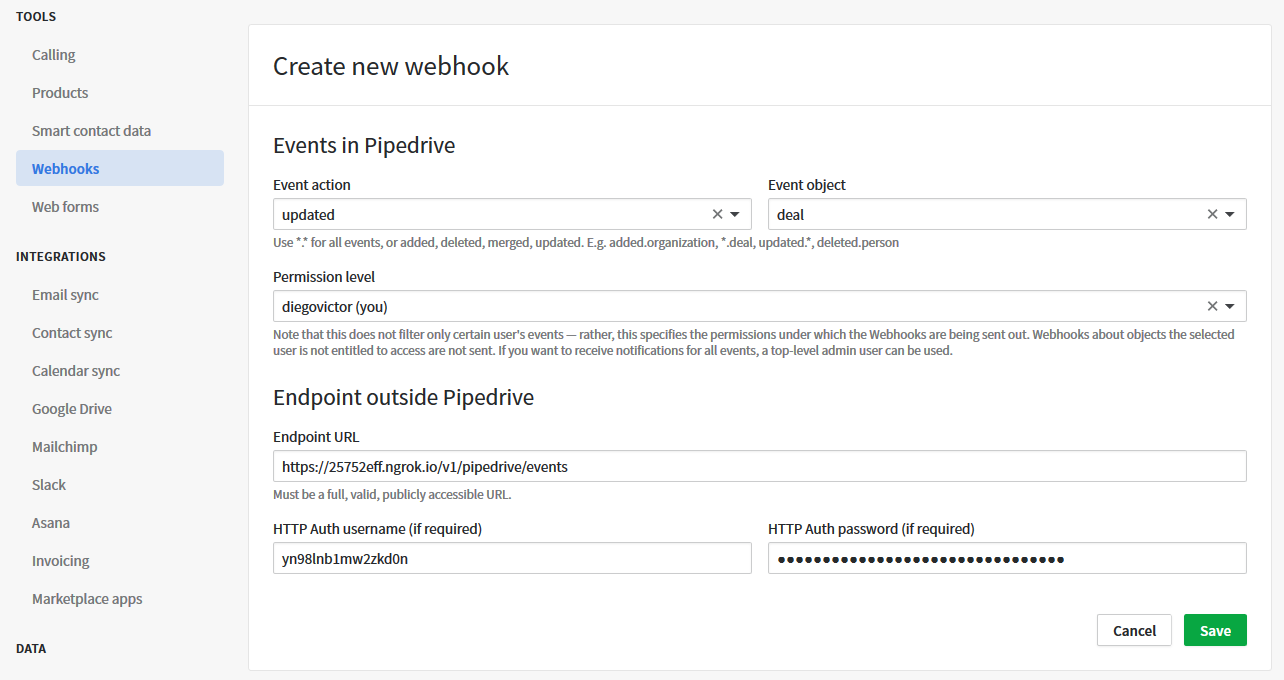 TOOLS
Calling
Products
Smart contact data
Webhooks
Web forms
INTEGRATIONS
Email sync
Contact sync
Calendar sync
Google Drive
Mailchimp
Slack
Asana
Invoicing
Marketplace apps
DATA
Create new webhook
Events in Pipedrive
Event action
Event object
updated
deal
Use *.* for all events, or added, deleted, merged, updated. E.g. added.organization, *.deal, updated.*, deleted.person
Permission level
diegovictor (you)
Note that this does not filter only certain user's events — rather, this specifies the permissions under which the Webhooks are being sent out. Webhooks about objects the selected
user is not entitled to access are not sent. If you want to receive notifications for all events, a top-level admin user can be used.
Endpoint outside Pipedrive
Endpoint URL
https://25752eff.ngrok.io/v1/pipedrive/events
Must be a full, valid, publicly accessible URL.
HTTP Auth username (if required)
HTTP Auth password (if required)
yn98lnb1mw2zkd0n
●●●●●●●●●●●●●●●●●●●●●●●●●●●●●●●●
Cancel
Save